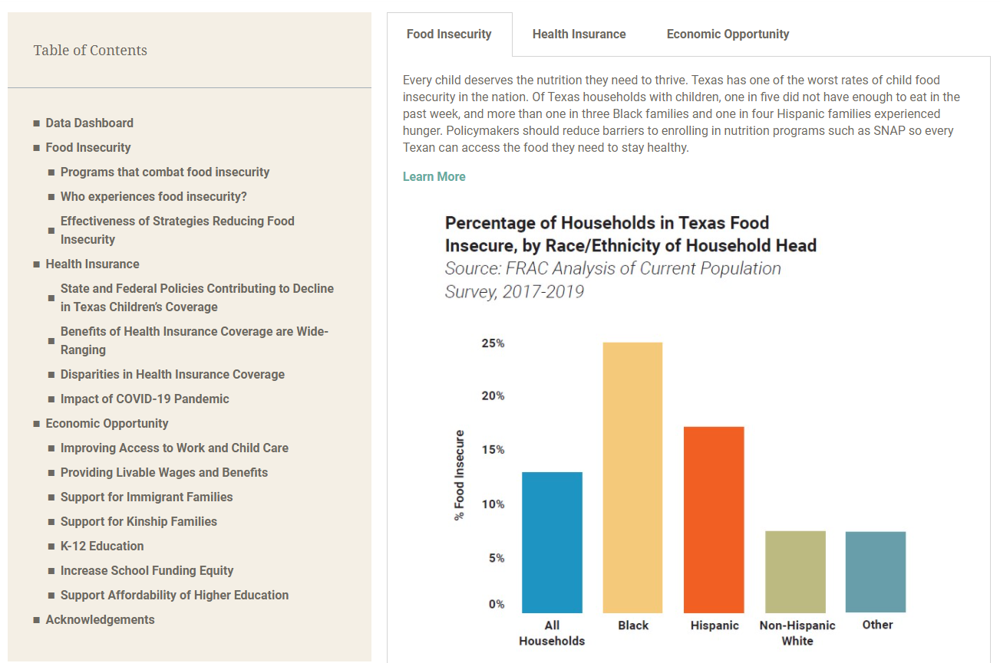 Table of Contents
Data Dashboard
Food Insecurity
Programs that combat food insecurity
Who experiences food insecurity?
Effectiveness of Strategies Reducing Food
Insecurity
Health Insurance
State and Federal Policies Contributing to Decline
in Texas Children’s Coverage
Benefits of Health Insurance Coverage are Wide-
Ranging
Disparities in Health Insurance Coverage
Impact of COVID-19 Pandemic
Economic Opportunity
Improving Access to Work and Child Care
Providing Livable Wages and Benefits
Support for Immigrant Families
Support for Kinship Families
K-12 Education
Increase School Funding Equity
Support Affordability of Higher Education
Acknowledgements
Food Insecurity
Health Insurance
Economic Opportunity
Every child deserves the nutrition they need to thrive. Texas has one of the worst rates of child food
insecurity in the nation. Of Texas households with children, one in five did not have enough to eat in the
past week, and more than one in three Black families and one in four Hispanic families experienced
hunger. Policymakers should reduce barriers to enrolling in nutrition programs such as SNAP so every
Texan can access the food they need to stay healthy.
Learn More
Percentage of Households in Texas Food
Insecure, by Race/Ethnicity of Household Head
Source: FRAC Analysis of Current Population
Survey, 2017-2019
% Food Insecure
25%
20%
15%
10%
5%
0%
All
Households
Black
Hispanic
Non-Hispanic
White
Other